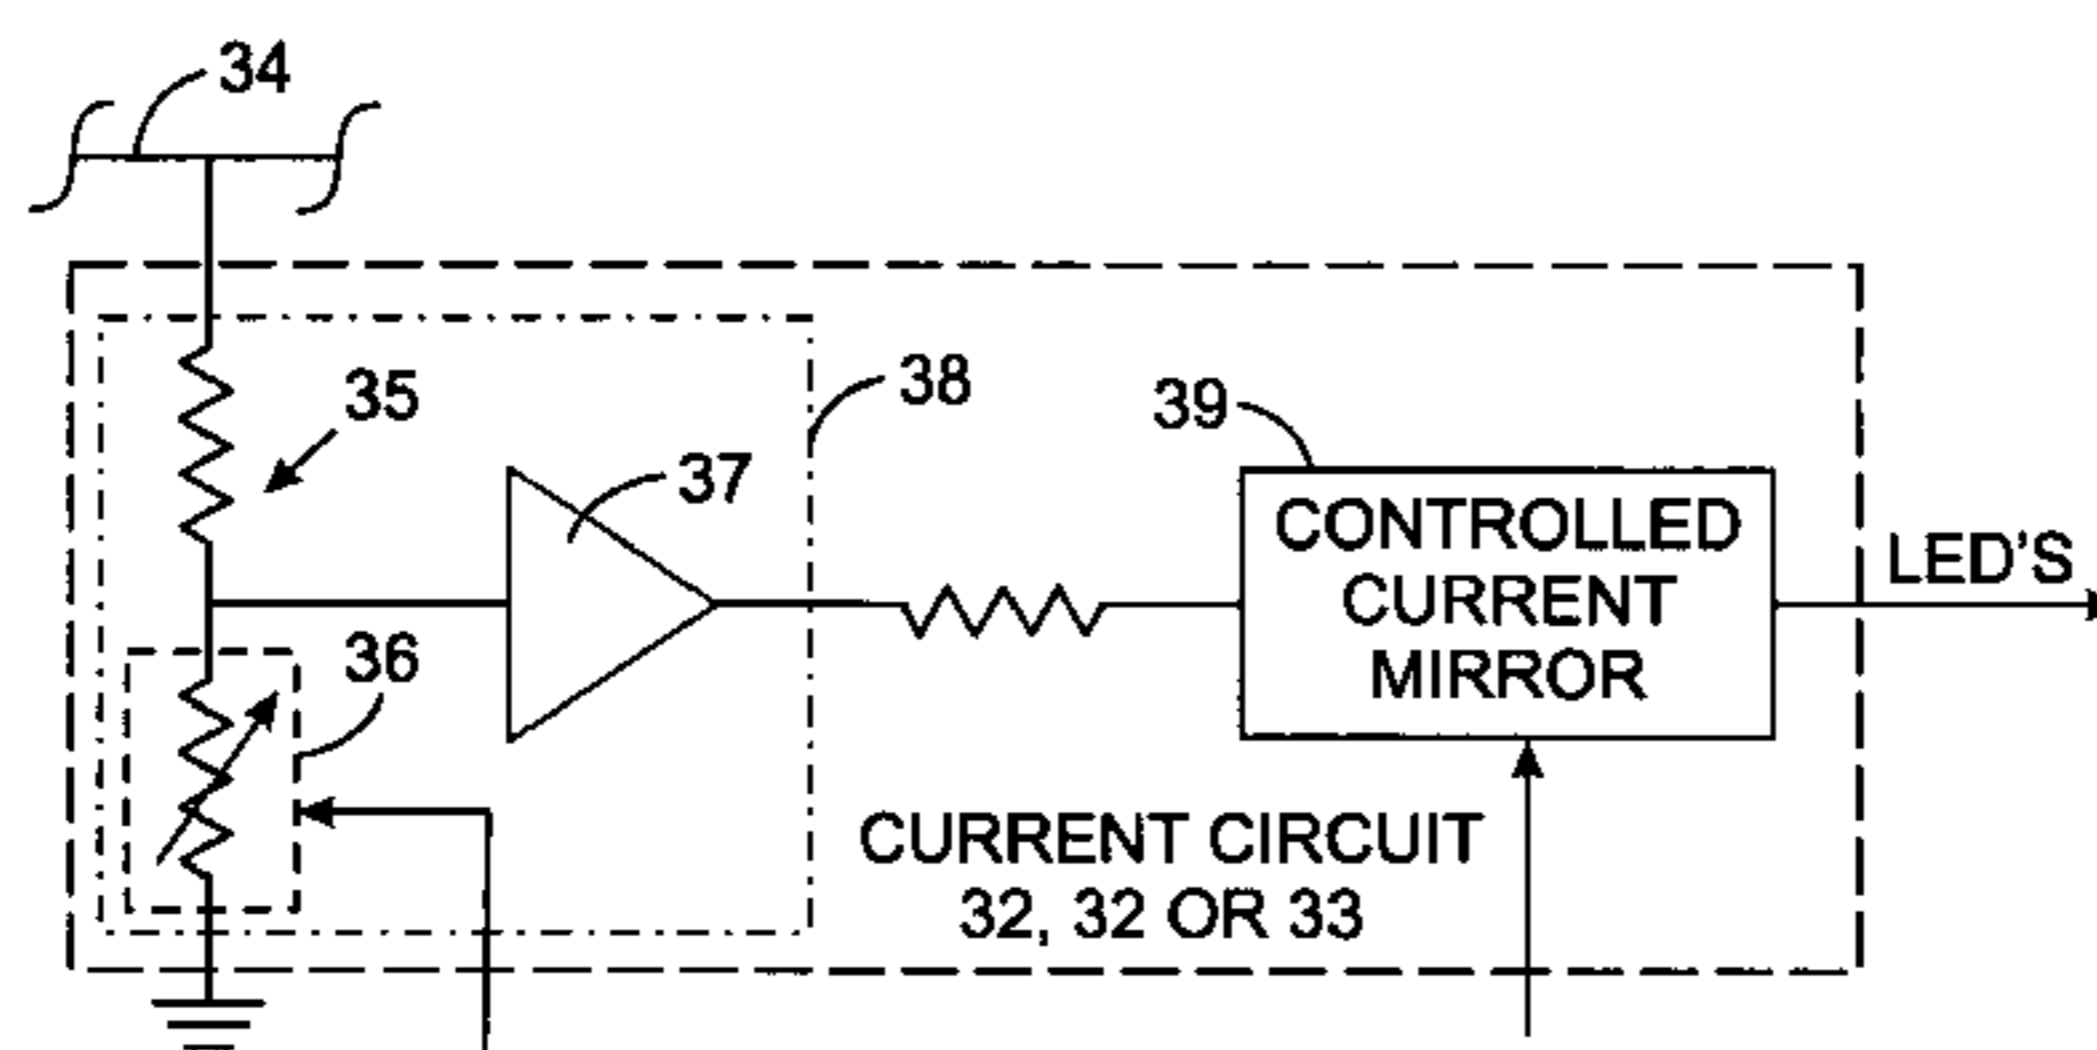 34
35
38
39
37
CONTROLLED
CURRENT
MIRROR
LED'S
36
CURRENT CIRCUIT
32, 32 OR 33